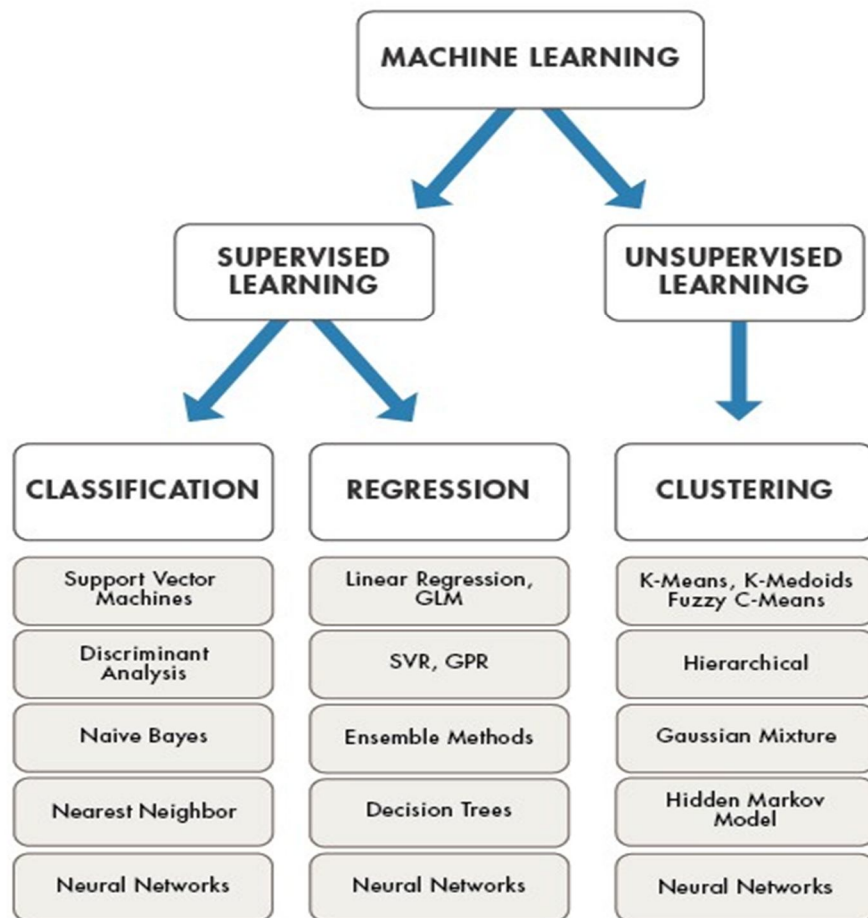 MACHINE LEARNING
SUPERVISED
LEARNING
UNSUPERVISED
LEARNING
CLASSIFICATION
Support Vector
Machines
Discriminant
Analysis
Naive Bayes
Nearest Neighbor
Neural Networks
REGRESSION
Linear Regression,
GLM
SVR, GPR
Ensemble Methods
Decision Trees
Neural Networks
CLUSTERING
K-Means, K-Medoids
Fuzzy C-Means
Hierarchical
Gaussian Mixture
Hidden Markov
Model
Neural Networks